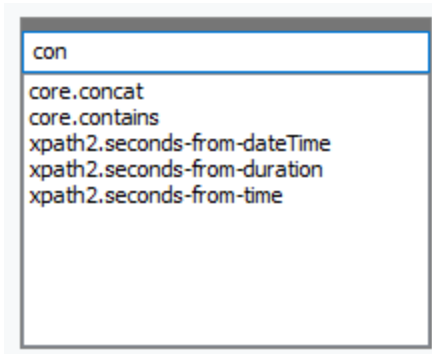 con
core.concat
core.contains
xpath2.seconds-from-dateTime
xpath2.seconds-from-duration
xpath2.seconds-from-time